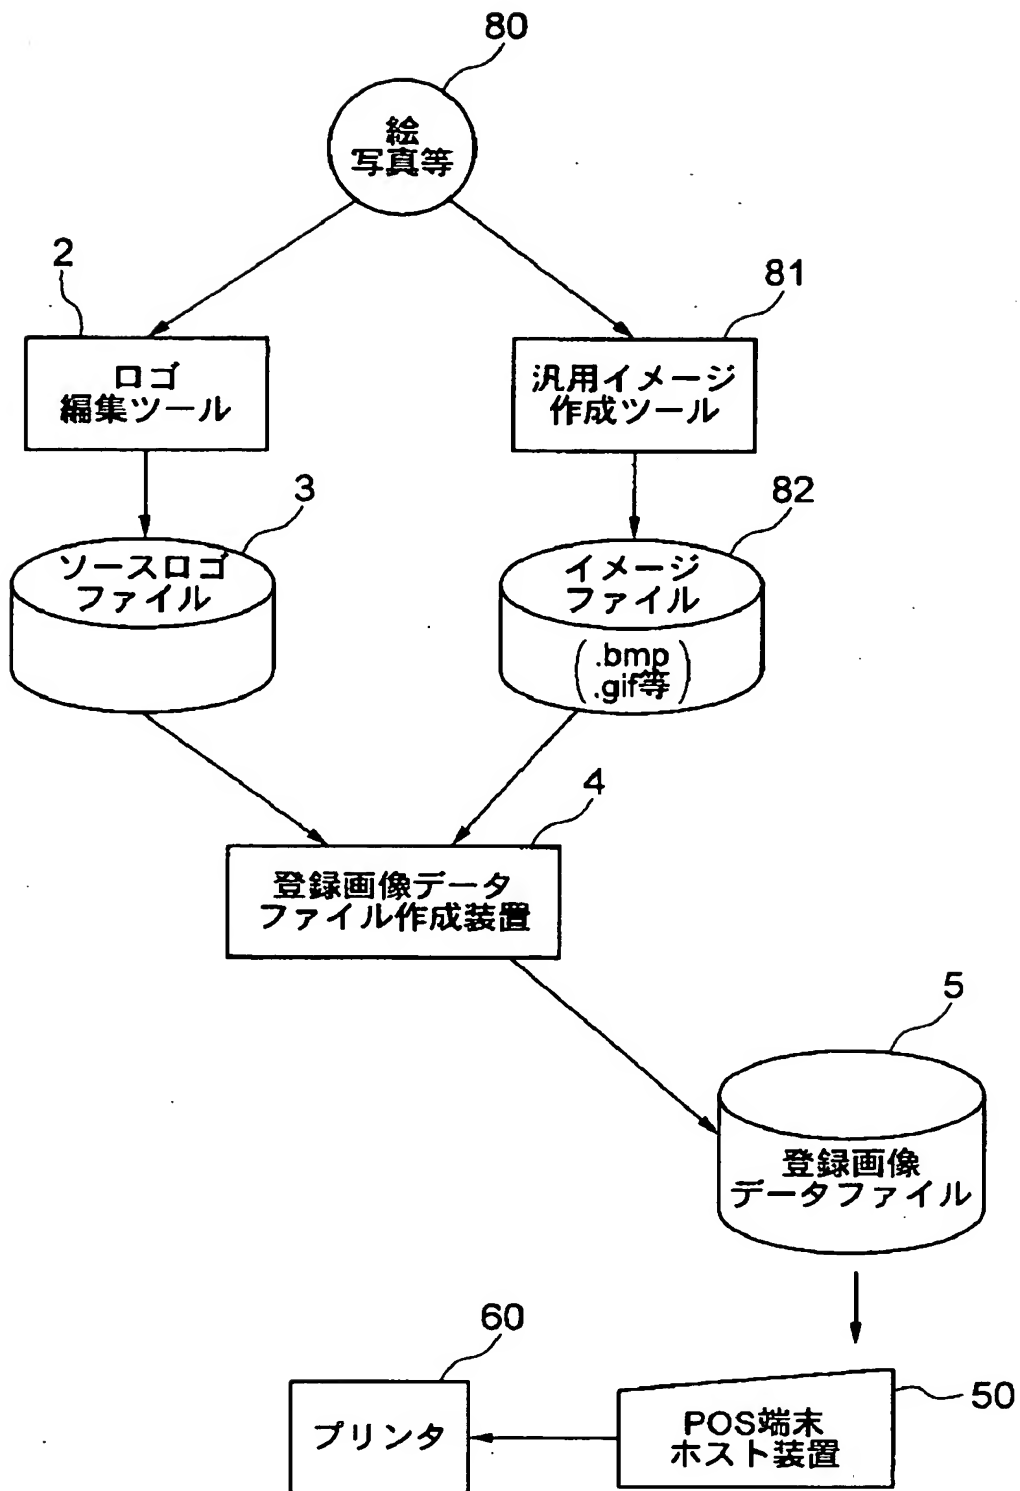 80
絵
写真等
2
81
ロゴ
編集ツール
汎用イメージ
作成ツール
3
82
ソースロゴ
ファイル
イメージ
ファイル
(.bmp
.gif等)
4
登録画像データ
ファイル作成装置
5
登録画像
データファイル
60
50
プリンタ
POS端末
ホスト装置